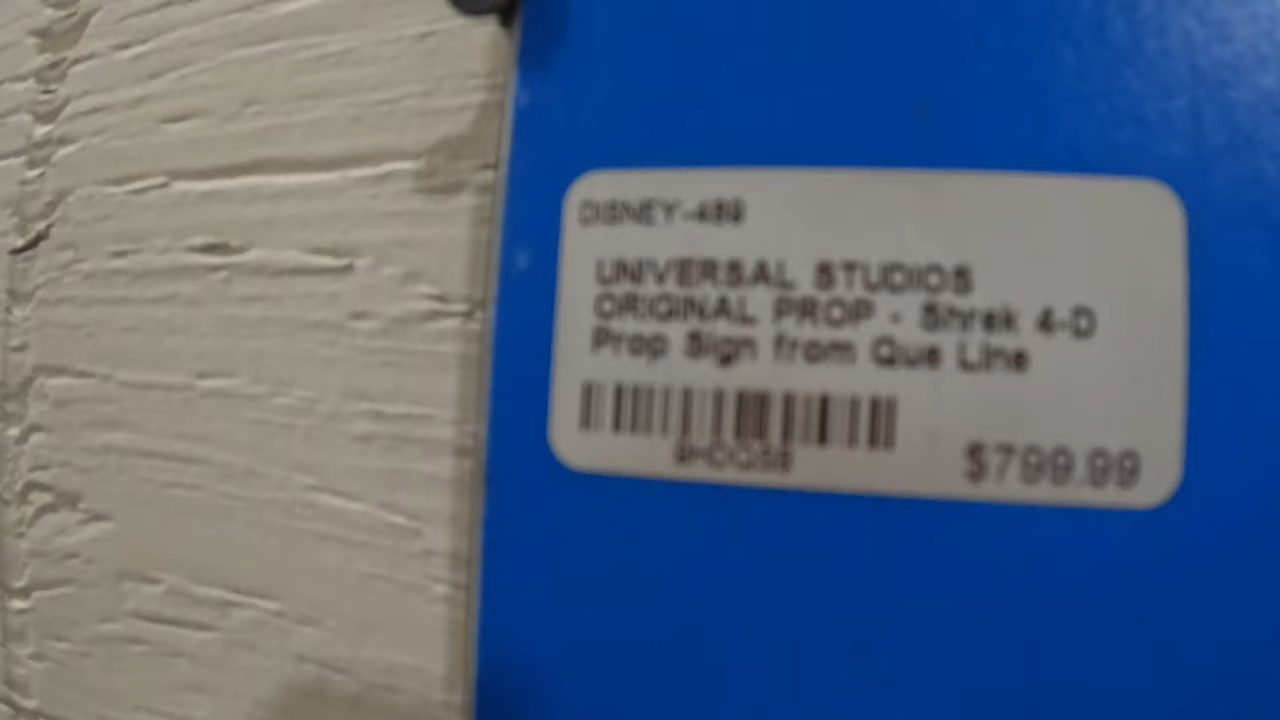 DISNEY-489
UNIVERSAL STUDIOS
ORIGINAL PROP - Shrek 4-D
Prop Sign from Que Line
$799.99